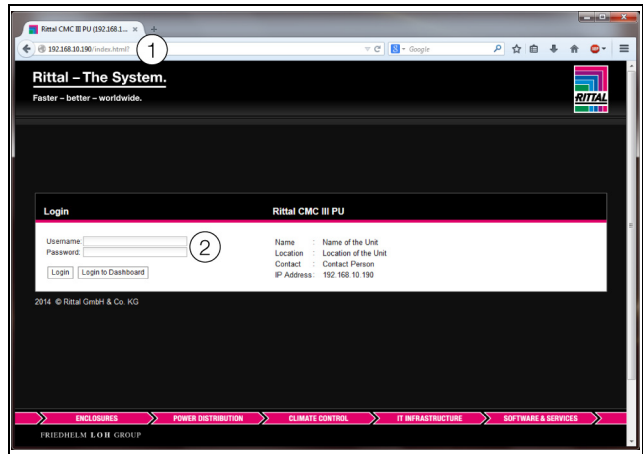 Rittal CMC III PU (192.168.1...
192.168.10.190/index.html?
1
Google
Rittal – The System.
Faster – better – worldwide.
RITTAL
Login
Rittal CMC III PU
Username:
2
Password:
Login
Login to Dashboard
Name : Name of the Unit
Location : Location of the Unit
Contact : Contact Person
IP Address : 192.168.10.190
2014 © Rittal GmbH & Co. KG
ENCLOSURES
POWER DISTRIBUTION
CLIMATE CONTROL
IT INFRASTRUCTURE
SOFTWARE & SERVICES
FRIEDHELM LOH GROUP